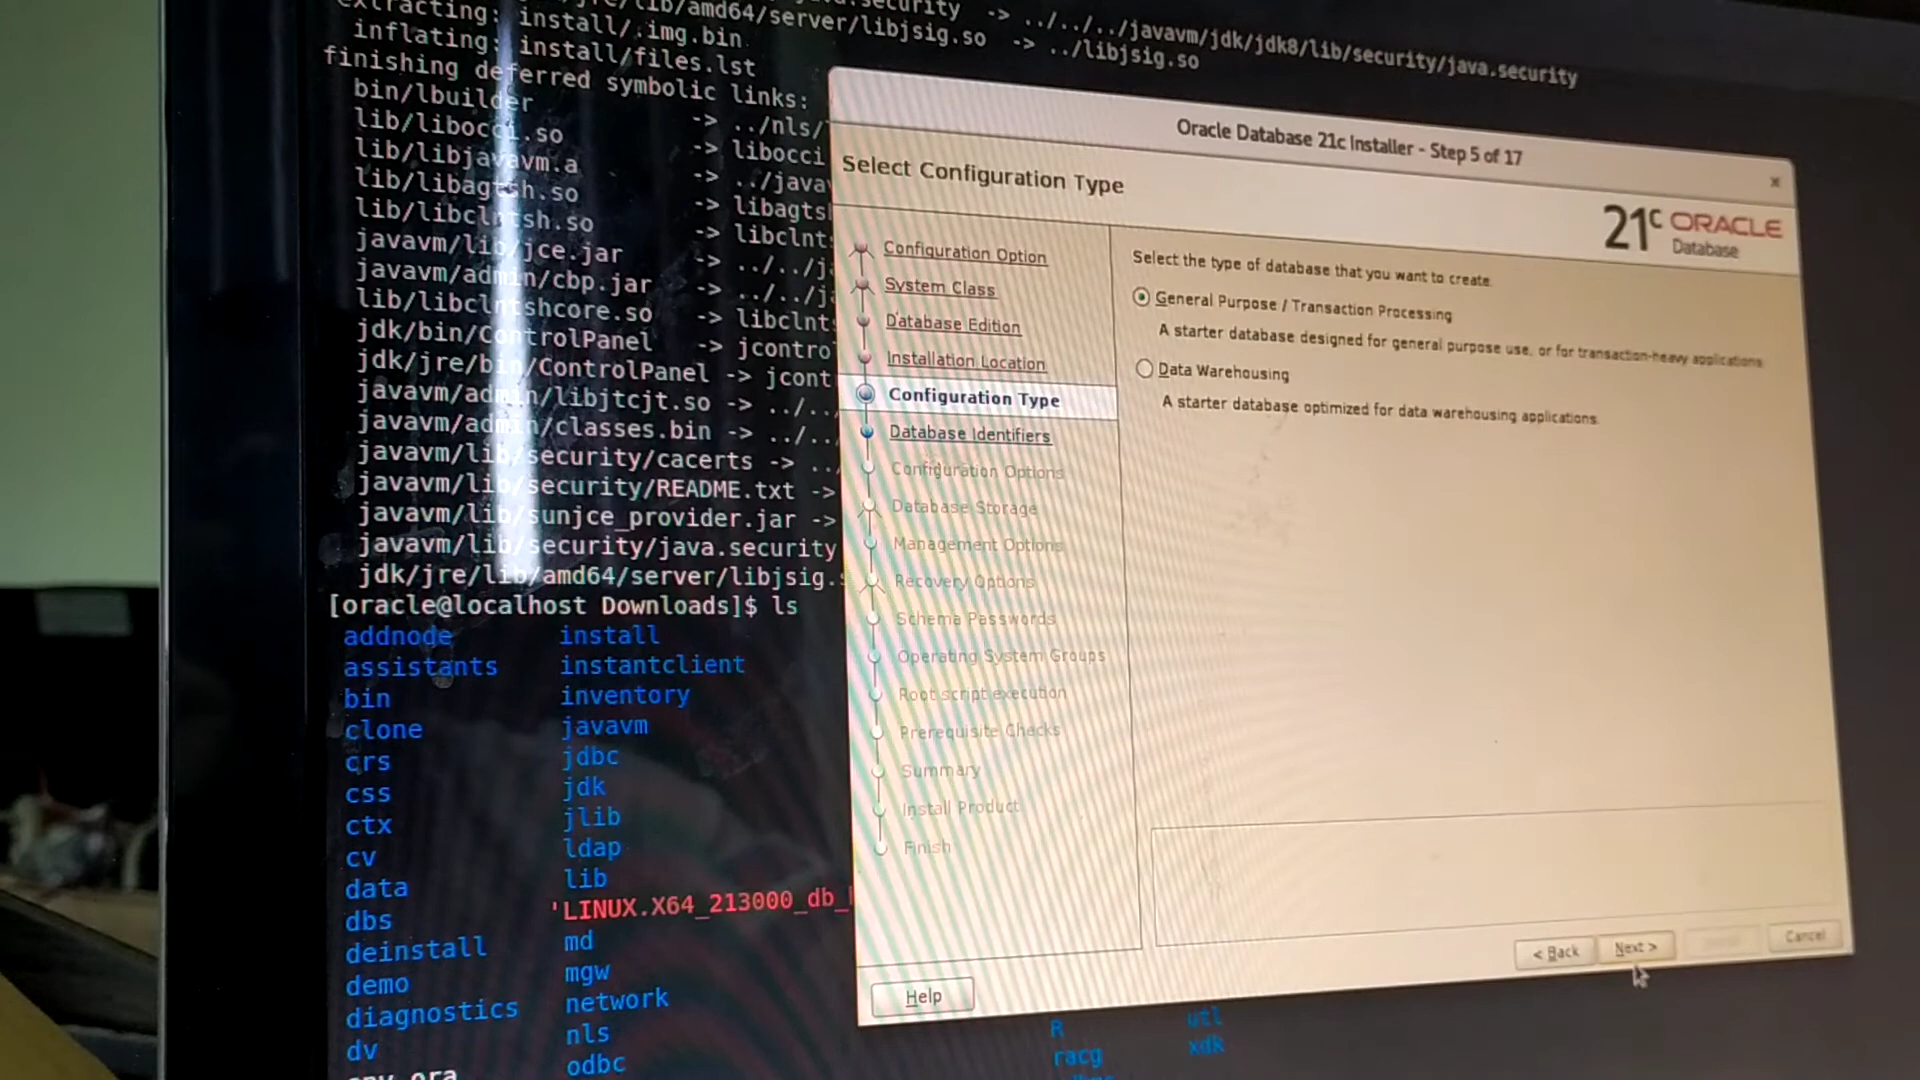 -> ../../../javavm/jdk/jdk8/lib/security/java.security
/lib/amd64/server/libjsig.so -> ../libjsig.so
extracting: install/.img.bin
inflating: install/files.lst
finishing deferred symbolic links:
bin/lbuilder -> ../nls/
lib/libocci.so -> libocci
lib/libjavavm.a -> ../java
lib/libagtsh.so -> libagts
lib/libclntsh.so -> libclnt
javavm/lib/jce.jar -> ../../j
javavm/admin/cbp.jar -> ../../j
lib/libclntshcore.so -> libclnt
jdk/bin/ControlPanel -> jcontro
jdk/jre/bin/ControlPanel -> jcont
javavm/admin/libjtcjt.so -> ../..
javavm/admin/classes.bin -> ../..
javavm/lib/security/cacerts -> ..
javavm/lib/security/README.txt ->
javavm/lib/sunjce_provider.jar ->
javavm/lib/security/java.security
jdk/jre/lib/amd64/server/libjsig.
[oracle@localhost Downloads]$ ls
addnode install
assistants instantclient
bin inventory
clone javavm
crs jdbc
css jdk
ctx jlib
cv ldap
data lib
dbs 'LINUX.X64_213000_db_
deinstall md
demo mgw
diagnostics network
dv nls
odbc
R utl
racg xdk
Oracle Database 21c Installer - Step 5 of 17
Select Configuration Type
21c ORACLE
Database
Configuration Option
System Class
Database Edition
Installation Location
Configuration Type
Database Identifiers
Configuration Options
Database Storage
Management Options
Recovery Options
Schema Passwords
Operating System Groups
Root script execution
Prerequisite Checks
Summary
Install Product
Finish
Select the type of database that you want to create.
General Purpose / Transaction Processing
A starter database designed for general purpose use, or for transaction-heavy applications.
Data Warehousing
A starter database optimized for data warehousing applications.
Help
< Back
Next >
Cancel